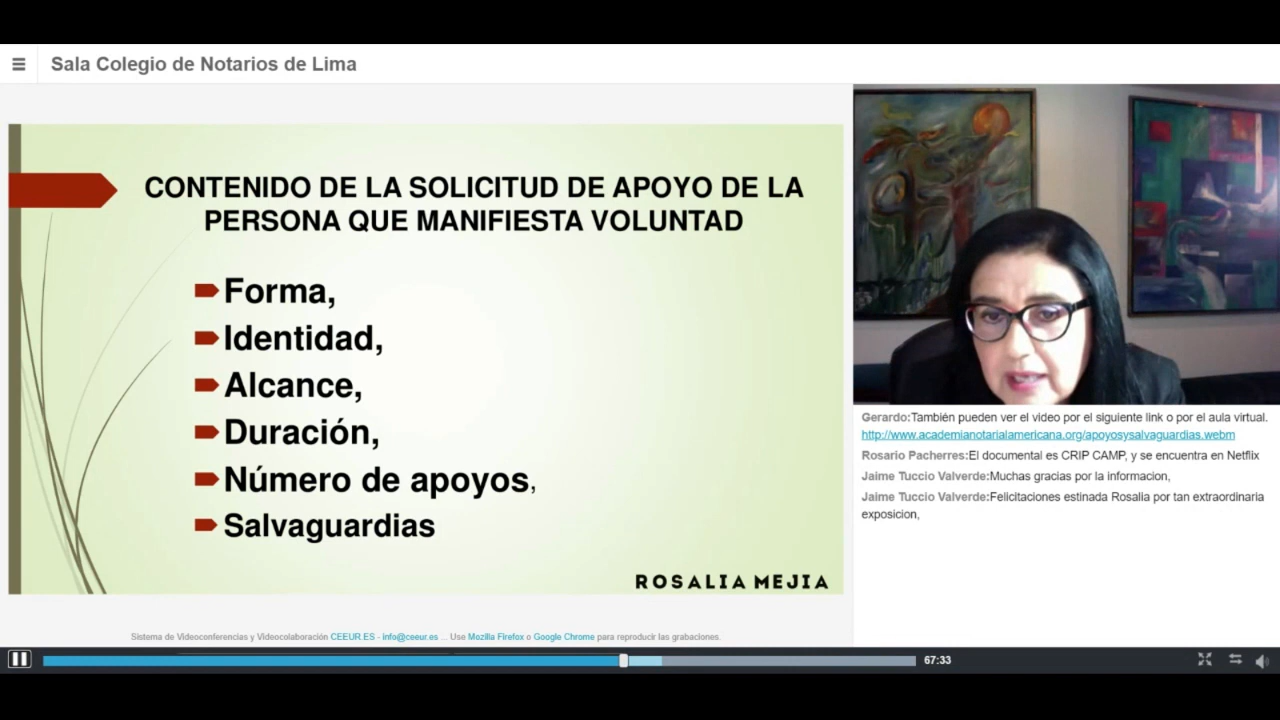 Sala Colegio de Notarios de Lima
CONTENIDO DE LA SOLICITUD DE APOYO DE LA
PERSONA QUE MANIFIESTA VOLUNTAD
Forma,
Identidad,
Alcance,
Duración,
Número de apoyos,
Salvaguardias
ROSALIA MEJIA
Gerardo:También pueden ver el video por el siguiente link o por el aula virtual.
http://www.academianotarialamericana.org/apoyosysalvaguardias.webm
Rosario Pacherres:El documental es CRIP CAMP, y se encuentra en Netflix
Jaime Tuccio Valverde:Muchas gracias por la informacion,
Jaime Tuccio Valverde:Felicitaciones estinada Rosalia por tan extraordinaria
exposicion,
Sistema de Videoconferencias y Videocolaboración CEEUR.ES - info@ceeur.es ... Use Mozilla Firefox o Google Chrome para reproducir las grabaciones.
67:33